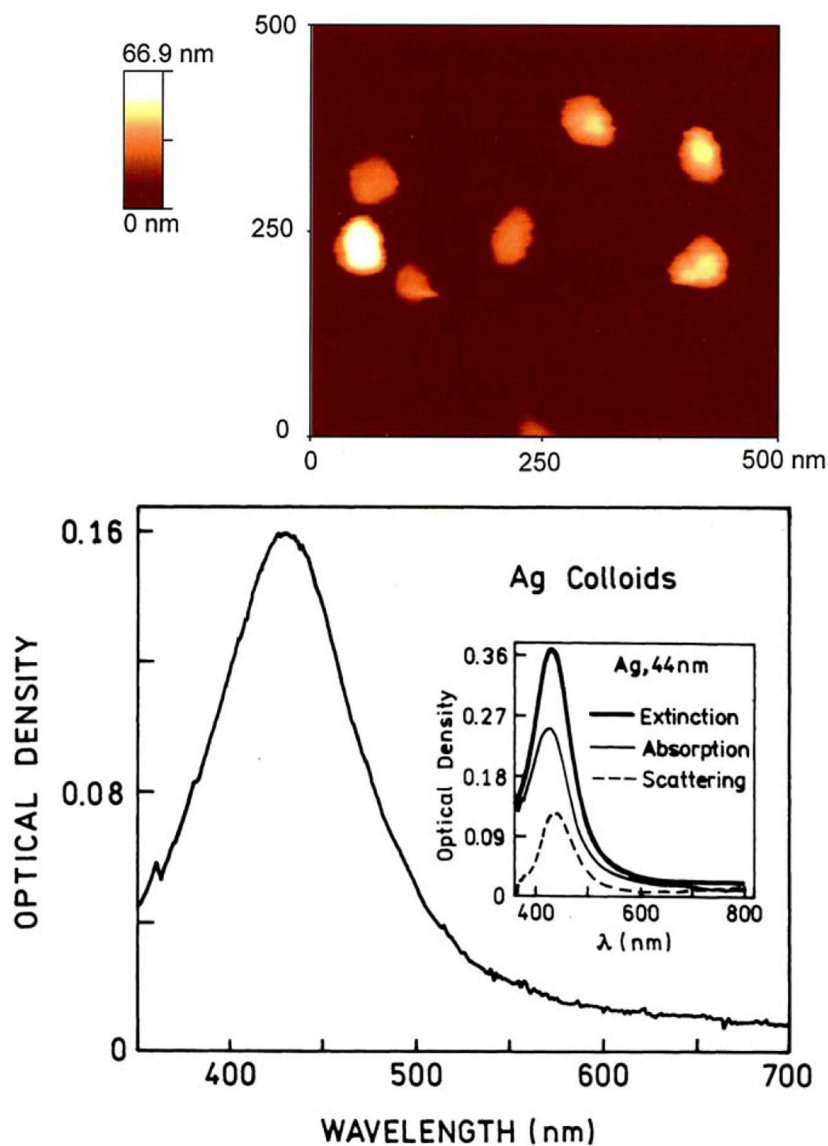 500
66.9 nm
0 nm
250
0
0
250
500 nm
0.16
Ag Colloids
0.36
Ag, 44nm
0.27
Extinction
0.18
Absorption
Scattering
0.09
0
400
600
800
Optical Density
λ (nm)
0.08
0
OPTICAL DENSITY
400
500
600
700
WAVELENGTH (nm)